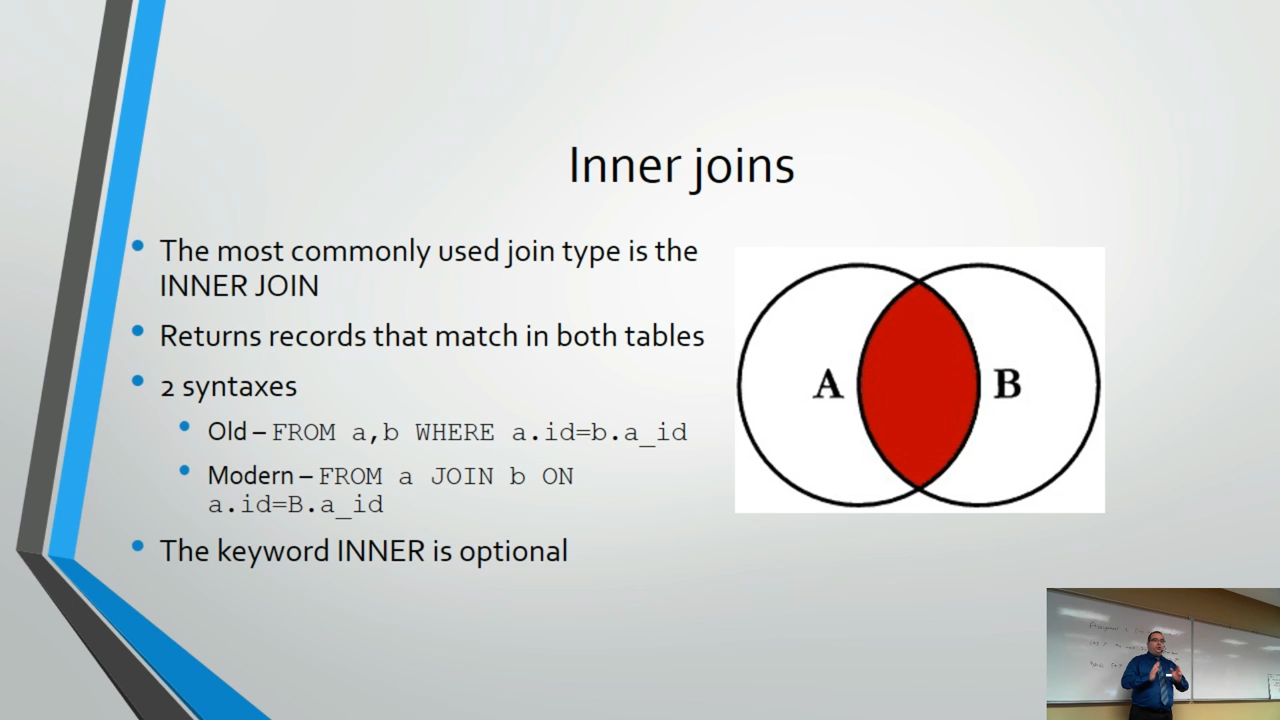 Inner joins
The most commonly used join type is the
INNER JOIN
Returns records that match in both tables
2 syntaxes
Old – FROM a,b WHERE a.id=b.a_id
Modern – FROM a JOIN b ON
a.id=B.a_id
The keyword INNER is optional
A
B